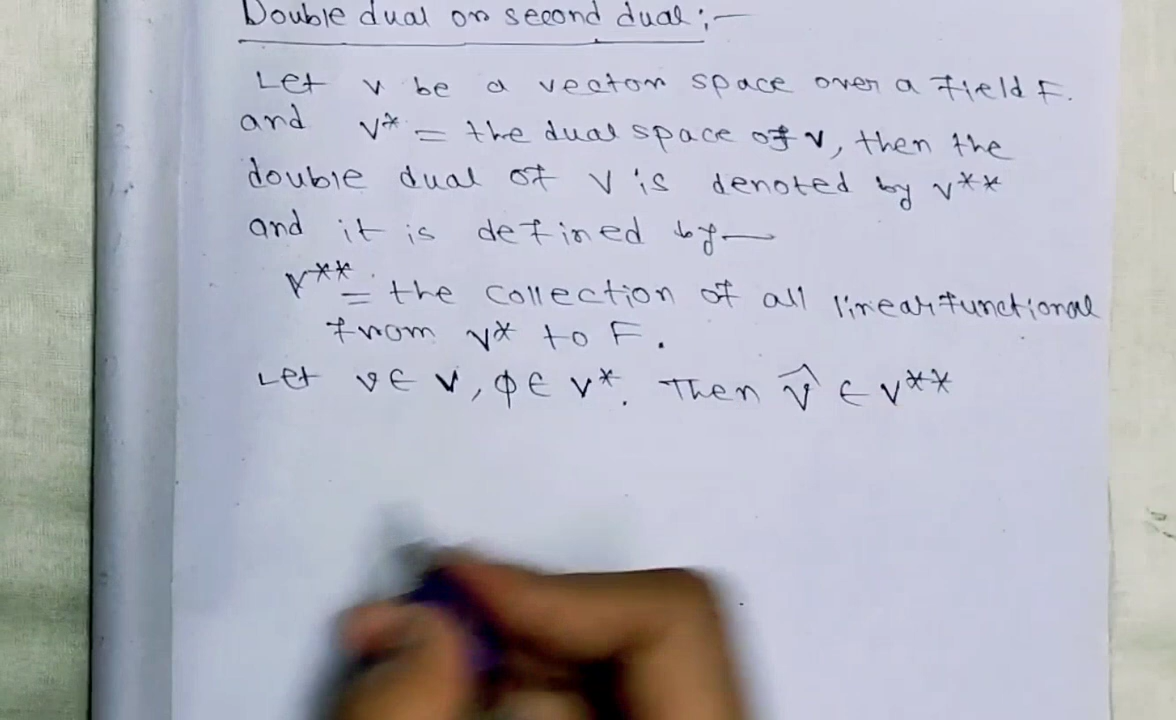 Double dual or second dual :-
Let V be a vector space over a field F.
and V* = the dual space of V, then the
double dual of V is denoted by V**
and it is defined by—
V** = the collection of all linear functional
from V* to F.
Let v ∈ V, φ ∈ V*. Then v̂ ∈ V**